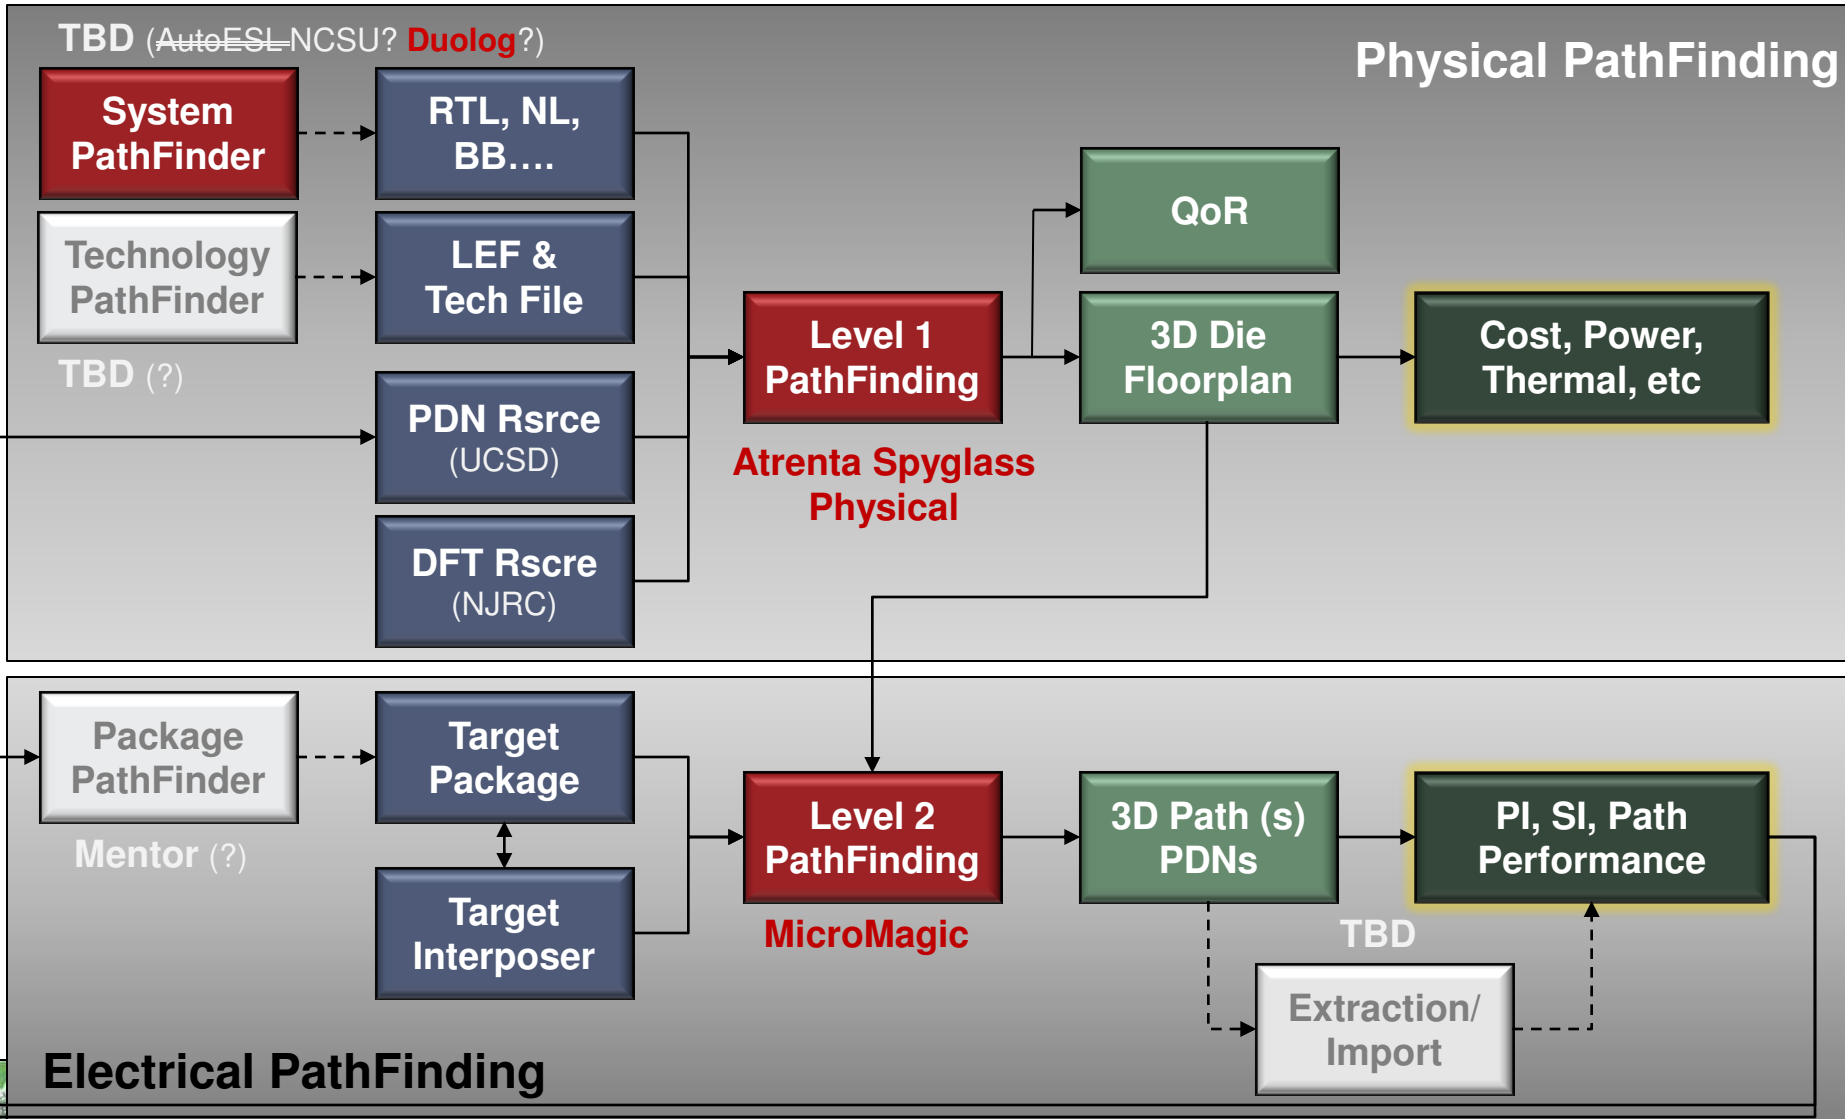 TBD (AutoESL NCSU? Duolog?)
Physical PathFinding
System
PathFinder
RTL, NL,
BB....
QoR
Technology
PathFinder
LEF &
Tech File
TBD (?)
Level 1
PathFinding
3D Die
Floorplan
Cost, Power,
Thermal, etc
PDN Rsrce
(UCSD)
Atrenta Spyglass
Physical
DFT Rscre
(NJRC)
Package
PathFinder
Target
Package
Mentor (?)
Level 2
PathFinding
3D Path (s)
PDNs
PI, SI, Path
Performance
Target
Interposer
MicroMagic
TBD
Extraction/
Import
Electrical PathFinding